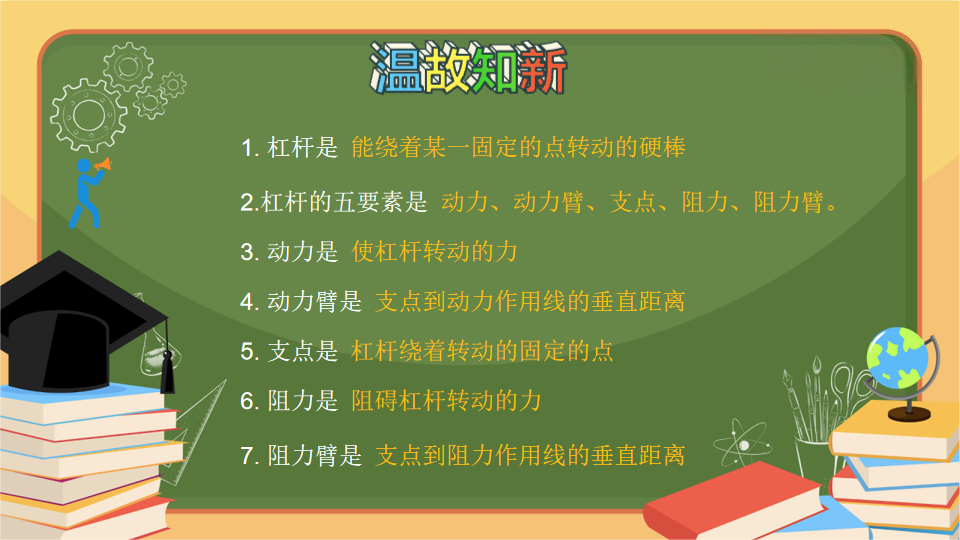 温故知新
1. 杠杆是 能绕着某一固定的点转动的硬棒
2.杠杆的五要素是 动力、动力臂、支点、阻力、阻力臂。
3. 动力是 使杠杆转动的力
4. 动力臂是 支点到动力作用线的垂直距离
5. 支点是 杠杆绕着转动的固定的点
6. 阻力是 阻碍杠杆转动的力
7. 阻力臂是 支点到阻力作用线的垂直距离